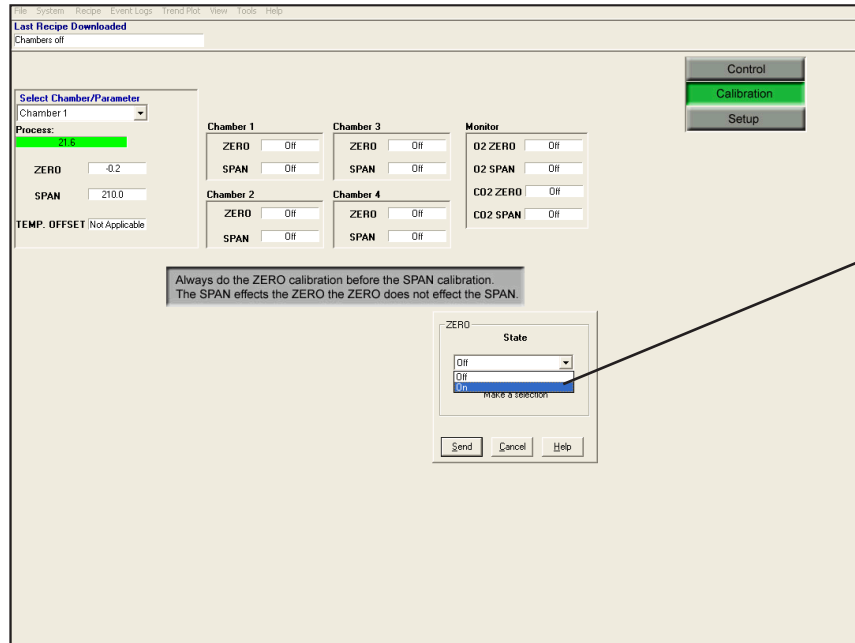 File System Recipe Event Logs Trend Plot View Tools Help
Last Recipe Downloaded
Chambers off
Control
Calibration
Setup
Select Chamber/Parameter
Chamber 1
Process:
21.6
ZERO -0.2
SPAN 210.0
TEMP. OFFSET Not Applicable
Chamber 1
ZERO Off
SPAN Off
Chamber 2
ZERO Off
SPAN Off
Chamber 3
ZERO Off
SPAN Off
Chamber 4
ZERO Off
SPAN Off
Monitor
O2 ZERO Off
O2 SPAN Off
CO2 ZERO Off
CO2 SPAN Off
Always do the ZERO calibration before the SPAN calibration.
The SPAN effects the ZERO the ZERO does not effect the SPAN.
ZERO
State
Off
Off
On
Make a selection
Send Cancel Help